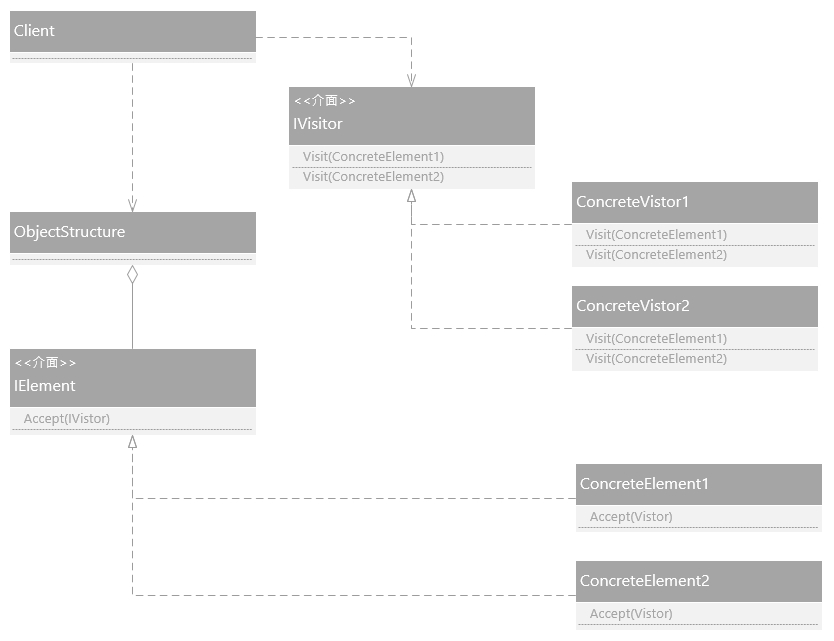 Client
<<介面>>
IVisitor
Visit(ConcreteElement1)
Visit(ConcreteElement2)
ConcreteVistor1
Visit(ConcreteElement1)
Visit(ConcreteElement2)
ObjectStructure
ConcreteVistor2
Visit(ConcreteElement1)
Visit(ConcreteElement2)
<<介面>>
IElement
Accept(IVistor)
ConcreteElement1
Accept(Vistor)
ConcreteElement2
Accept(Vistor)